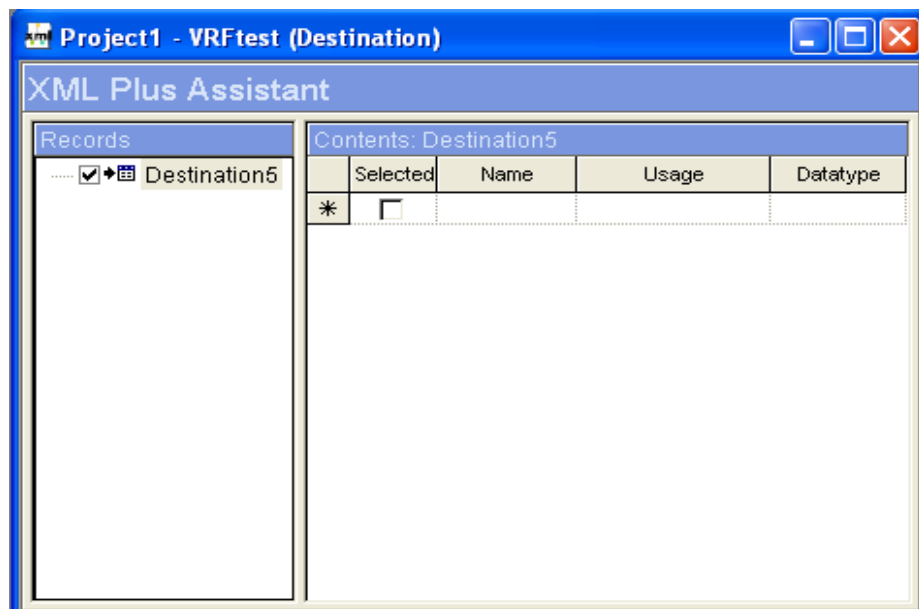 Project1 - VRFtest (Destination)
XML Plus Assistant
Records
Destination5
Contents: Destination5
Selected Name Usage Datatype
*